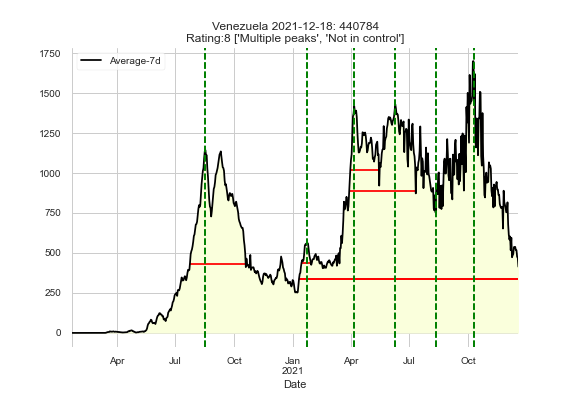 Venezuela 2021-12-18: 440784
Rating:8 ['Multiple peaks', 'Not in control']
Average-7d
1750
1500
1250
1000
750
500
250
0
Apr Jul Oct Jan Apr Jul Oct
2021
Date